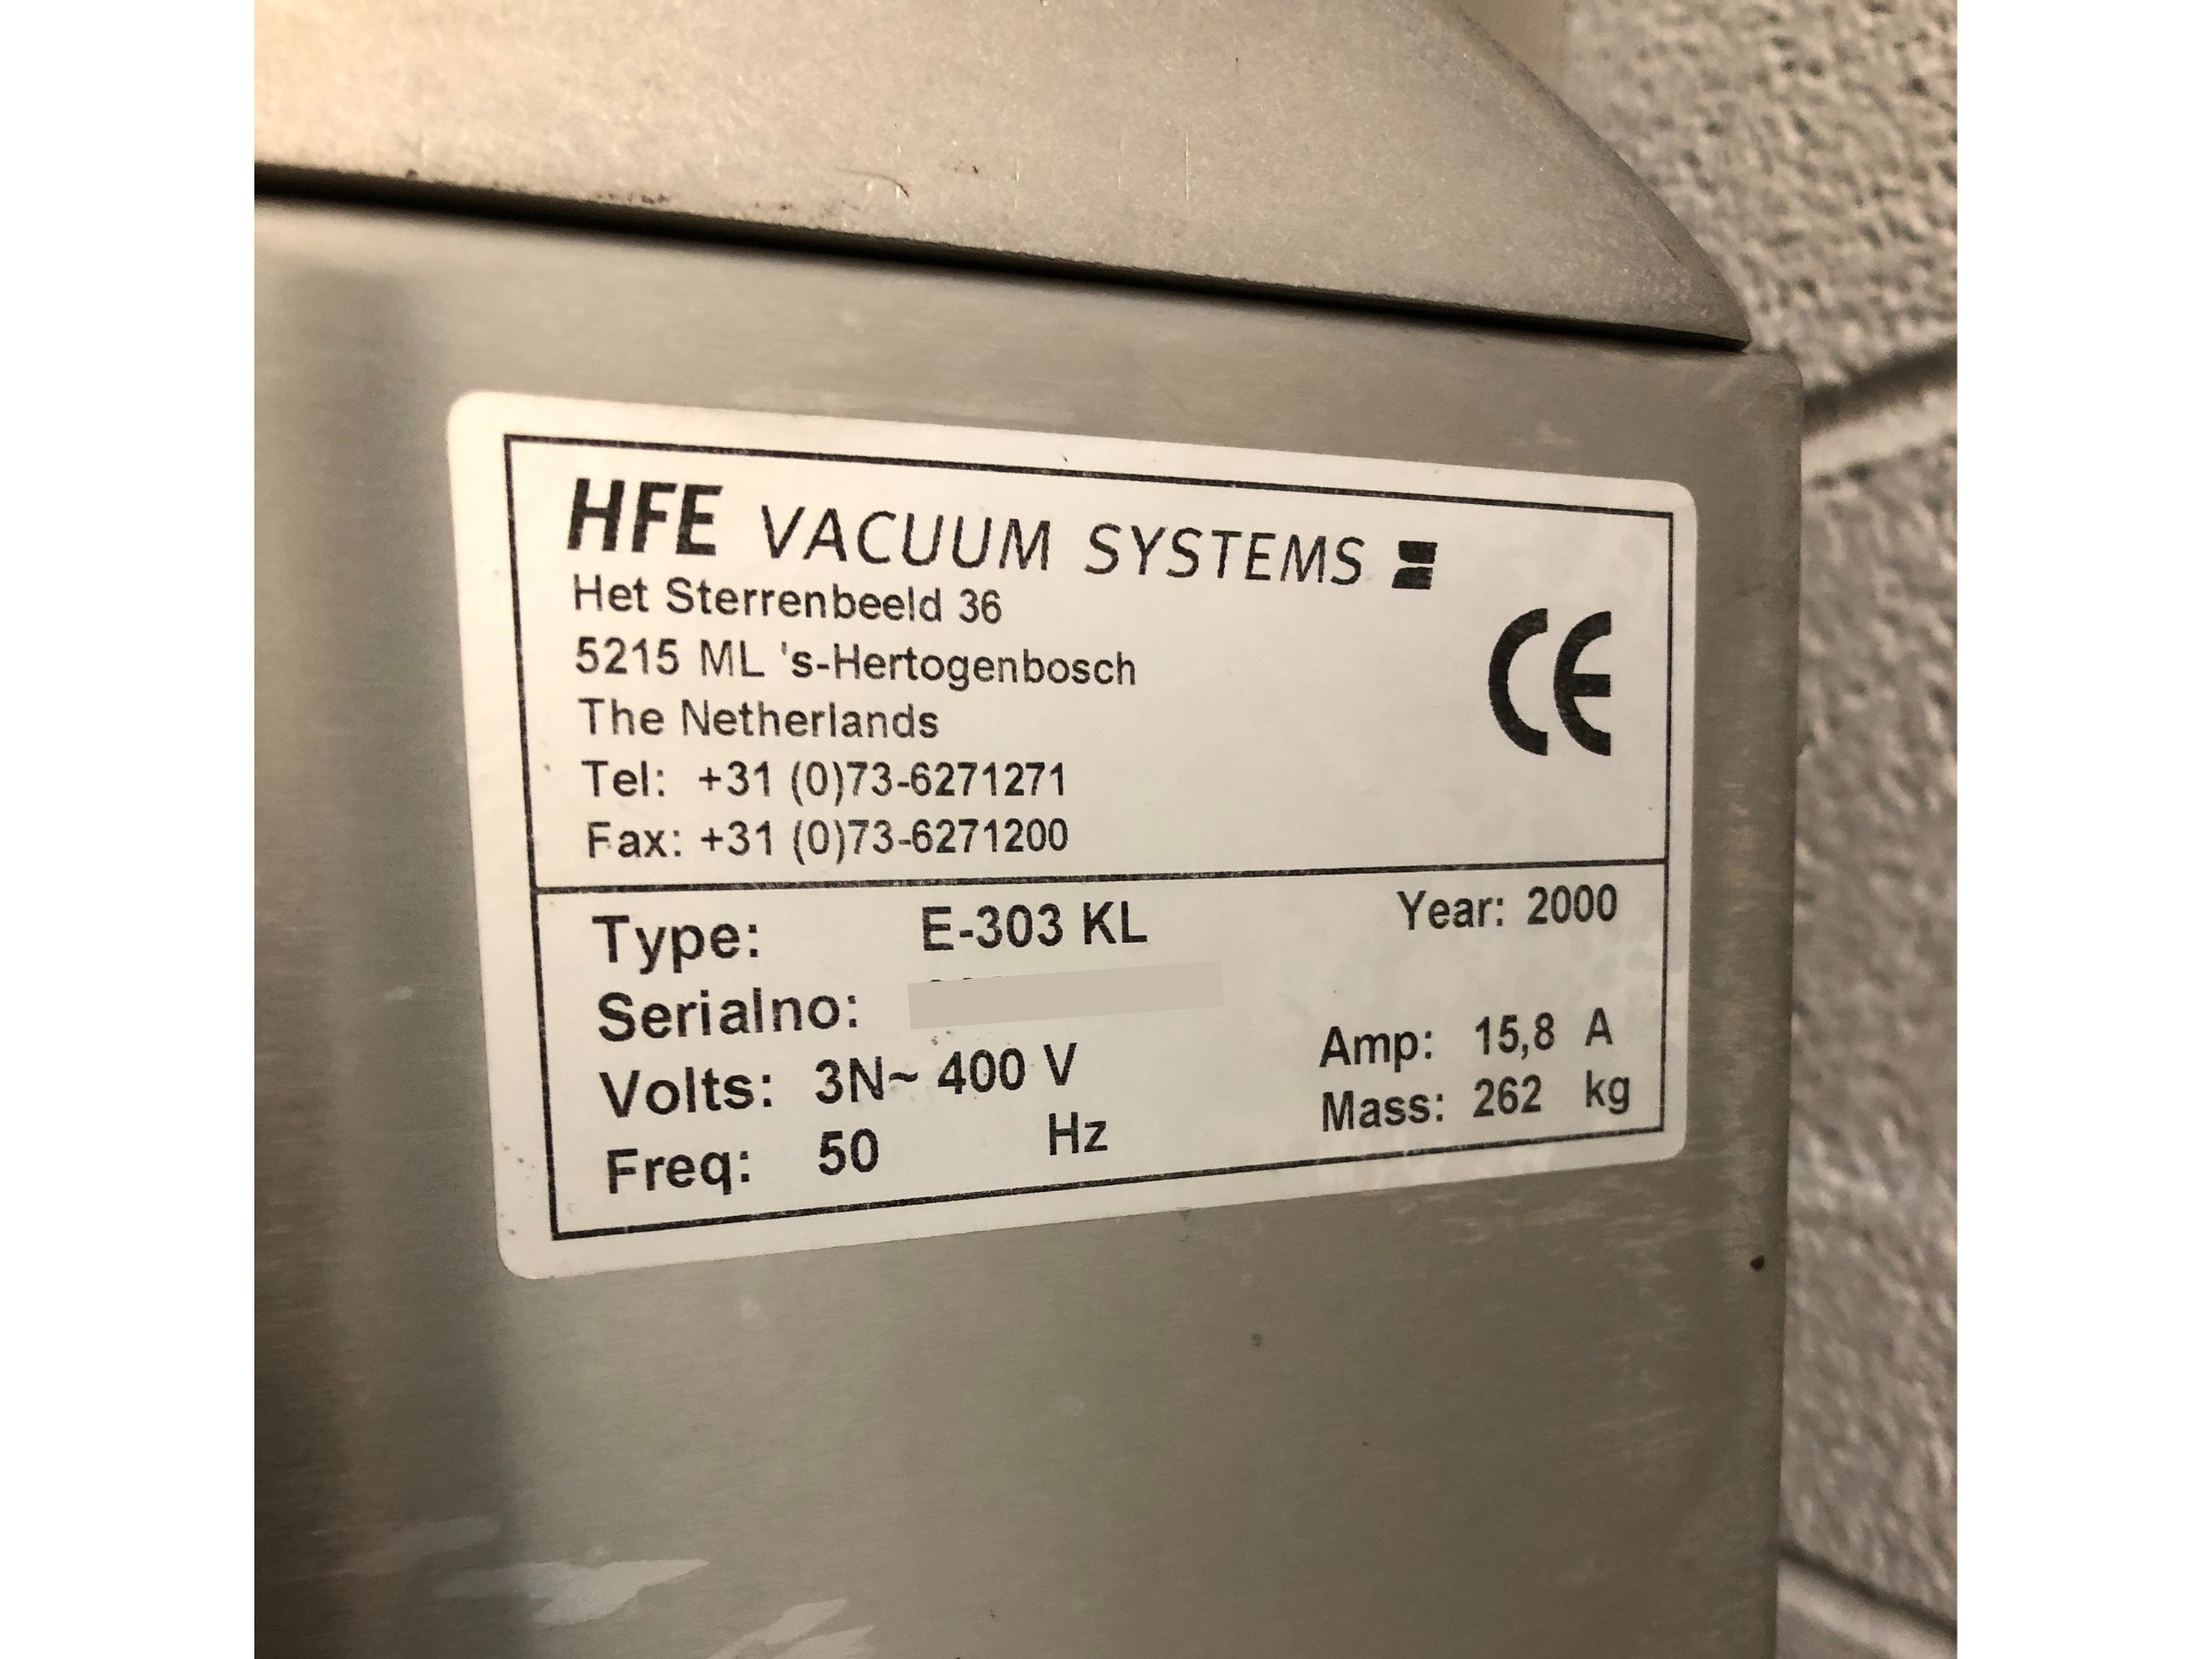 HFE VACUUM SYSTEMS
Het Sterrenbeeld 36
5215 ML 's-Hertogenbosch
The Netherlands
Tel: +31 (0)73-6271271
Fax: +31 (0)73-6271200
CE
Type: E-303 KL Year: 2000
Serialno:
Volts: 3N~ 400 V Amp: 15,8 A
Freq: 50 Hz Mass: 262 kg